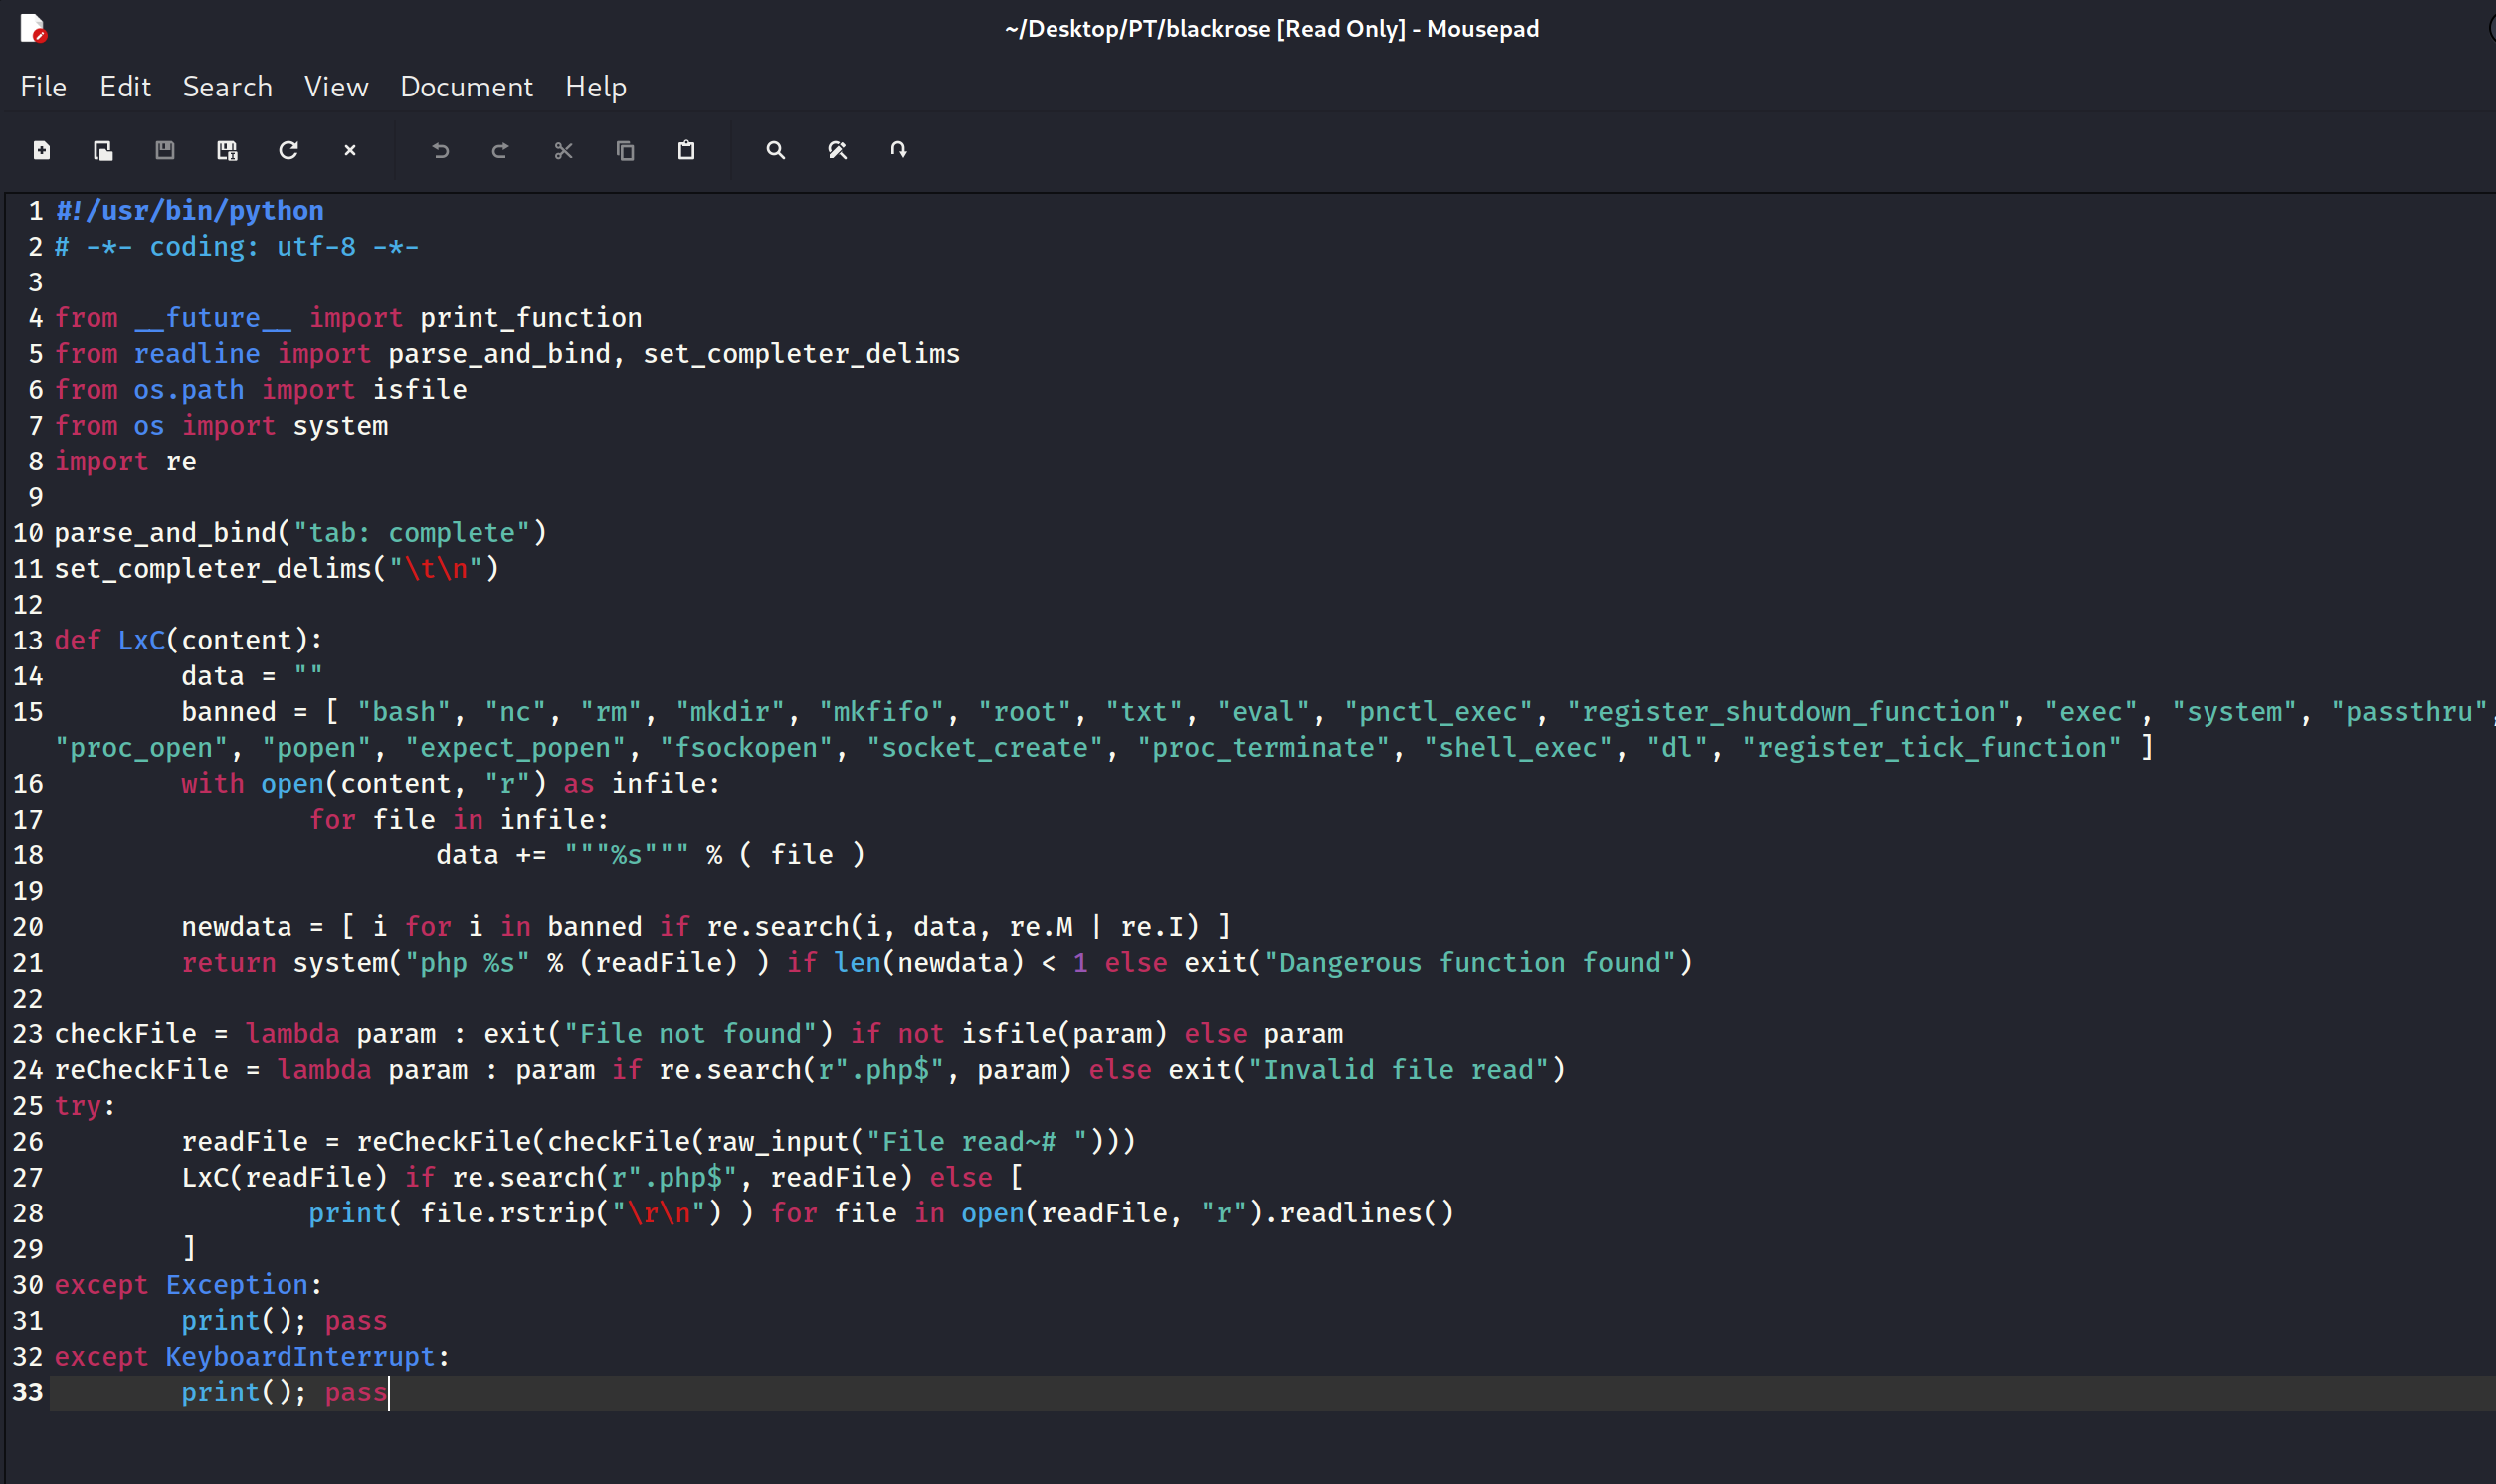 ~/Desktop/PT/blackrose [Read Only] - Mousepad
File Edit Search View Document Help
1 #!/usr/bin/python
2 # -*- coding: utf-8 -*-
3
4 from __future__ import print_function
5 from readline import parse_and_bind, set_completer_delims
6 from os.path import isfile
7 from os import system
8 import re
9
10 parse_and_bind("tab: complete")
11 set_completer_delims("\t\n")
12
13 def LxC(content):
14         data = ""
15         banned = [ "bash", "nc", "rm", "mkdir", "mkfifo", "root", "txt", "eval", "pnctl_exec", "register_shutdown_function", "exec", "system", "passthru",
"proc_open", "popen", "expect_popen", "fsockopen", "socket_create", "proc_terminate", "shell_exec", "dl", "register_tick_function" ]
16         with open(content, "r") as infile:
17                 for file in infile:
18                         data += """%s""" % ( file )
19
20         newdata = [ i for i in banned if re.search(i, data, re.M | re.I) ]
21         return system("php %s" % (readFile) ) if len(newdata) < 1 else exit("Dangerous function found")
22
23 checkFile = lambda param : exit("File not found") if not isfile(param) else param
24 reCheckFile = lambda param : param if re.search(r".php$", param) else exit("Invalid file read")
25 try:
26         readFile = reCheckFile(checkFile(raw_input("File read~# ")))
27         LxC(readFile) if re.search(r".php$", readFile) else [
28                 print( file.rstrip("\r\n") ) for file in open(readFile, "r").readlines()
29         ]
30 except Exception:
31         print(); pass
32 except KeyboardInterrupt:
33         print(); pass